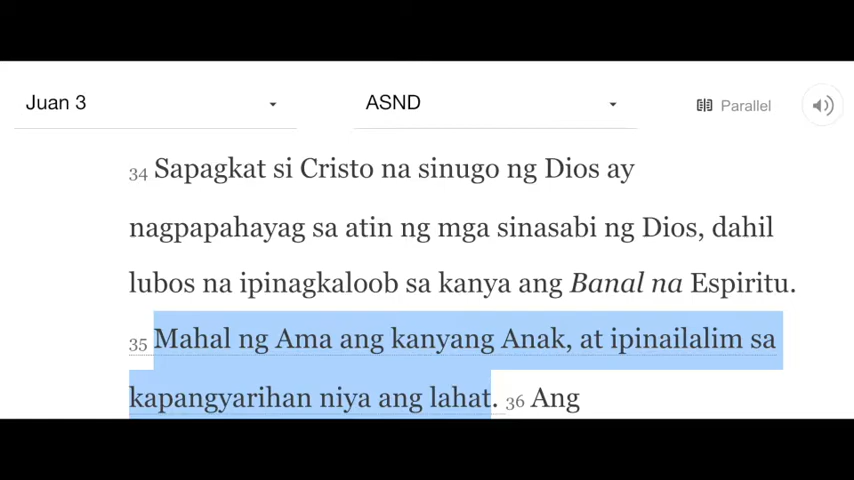 Juan 3
ASND
Parallel
34 Sapagkat si Cristo na sinugo ng Dios ay
nagpapahayag sa atin ng mga sinasabi ng Dios, dahil
lubos na ipinagkaloob sa kanya ang Banal na Espiritu.
35 Mahal ng Ama ang kanyang Anak, at ipinailalim sa
kapangyarihan niya ang lahat. 36 Ang